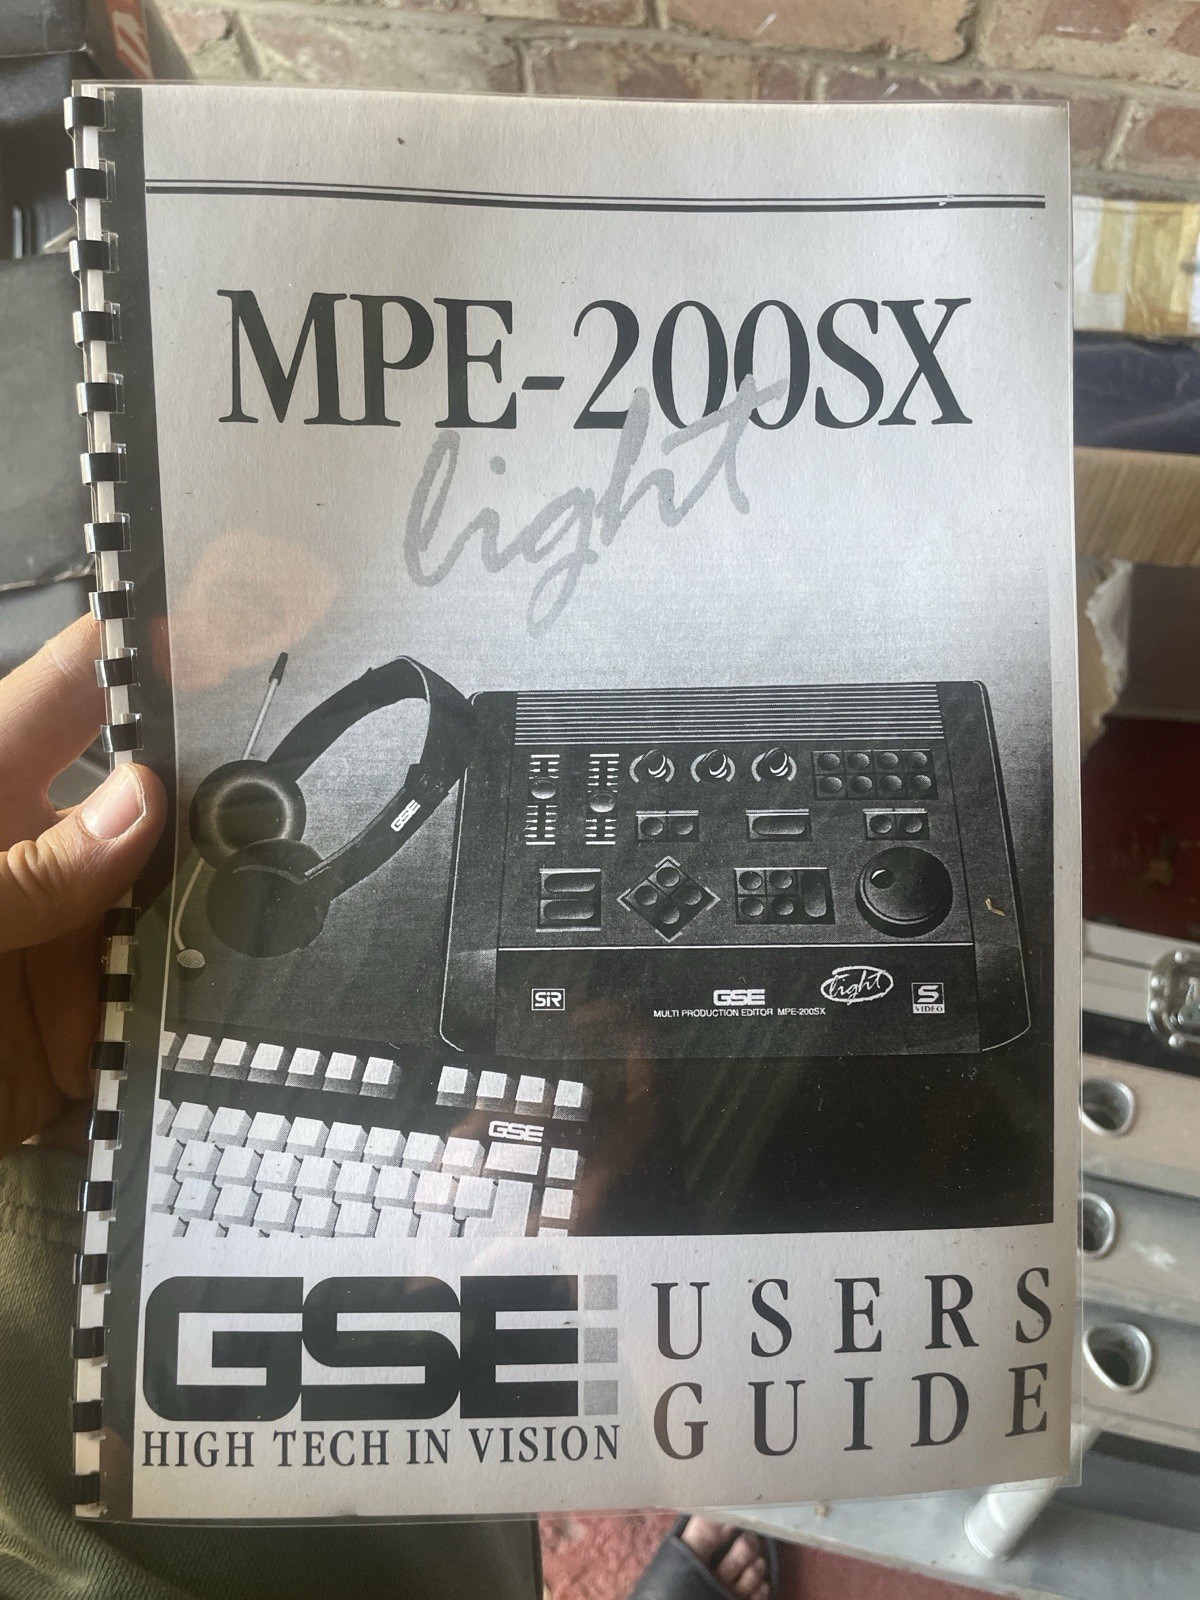 MPE-200SX
light
GSE
SiR
GSE
MULTI PRODUCTION EDITOR MPE-200SX
light
S
VIDEO
GSE
GSE
HIGH TECH IN VISION
USERS
GUIDE